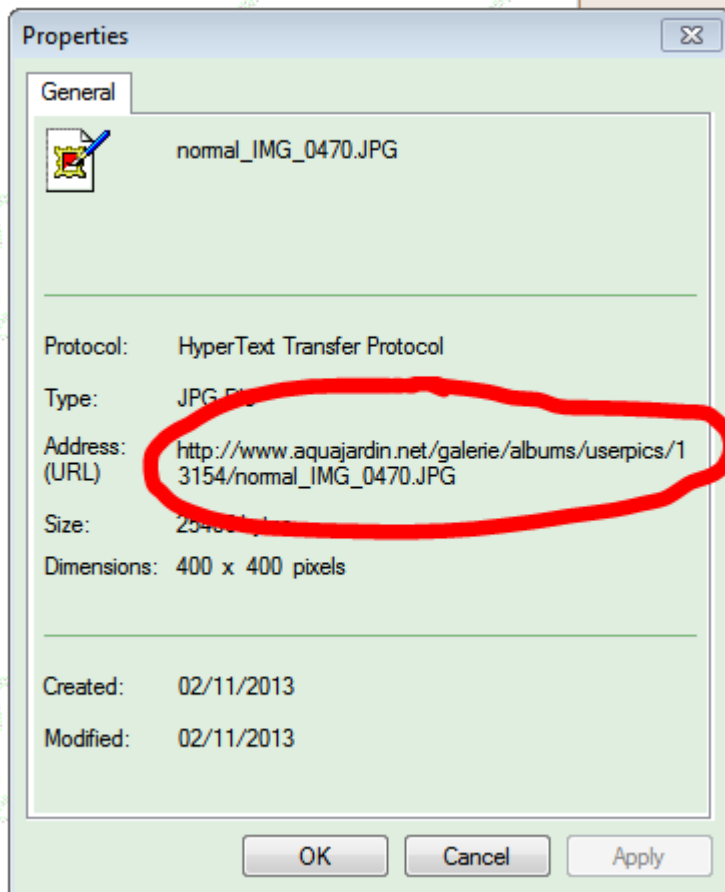 Properties
General
normal_IMG_0470.JPG
Protocol: HyperText Transfer Protocol
Type: JPG
Address: http://www.aquajardin.net/galerie/albums/userpics/1
(URL) 3154/normal_IMG_0470.JPG
Size:
Dimensions: 400 x 400 pixels
Created: 02/11/2013
Modified: 02/11/2013
OK Cancel Apply